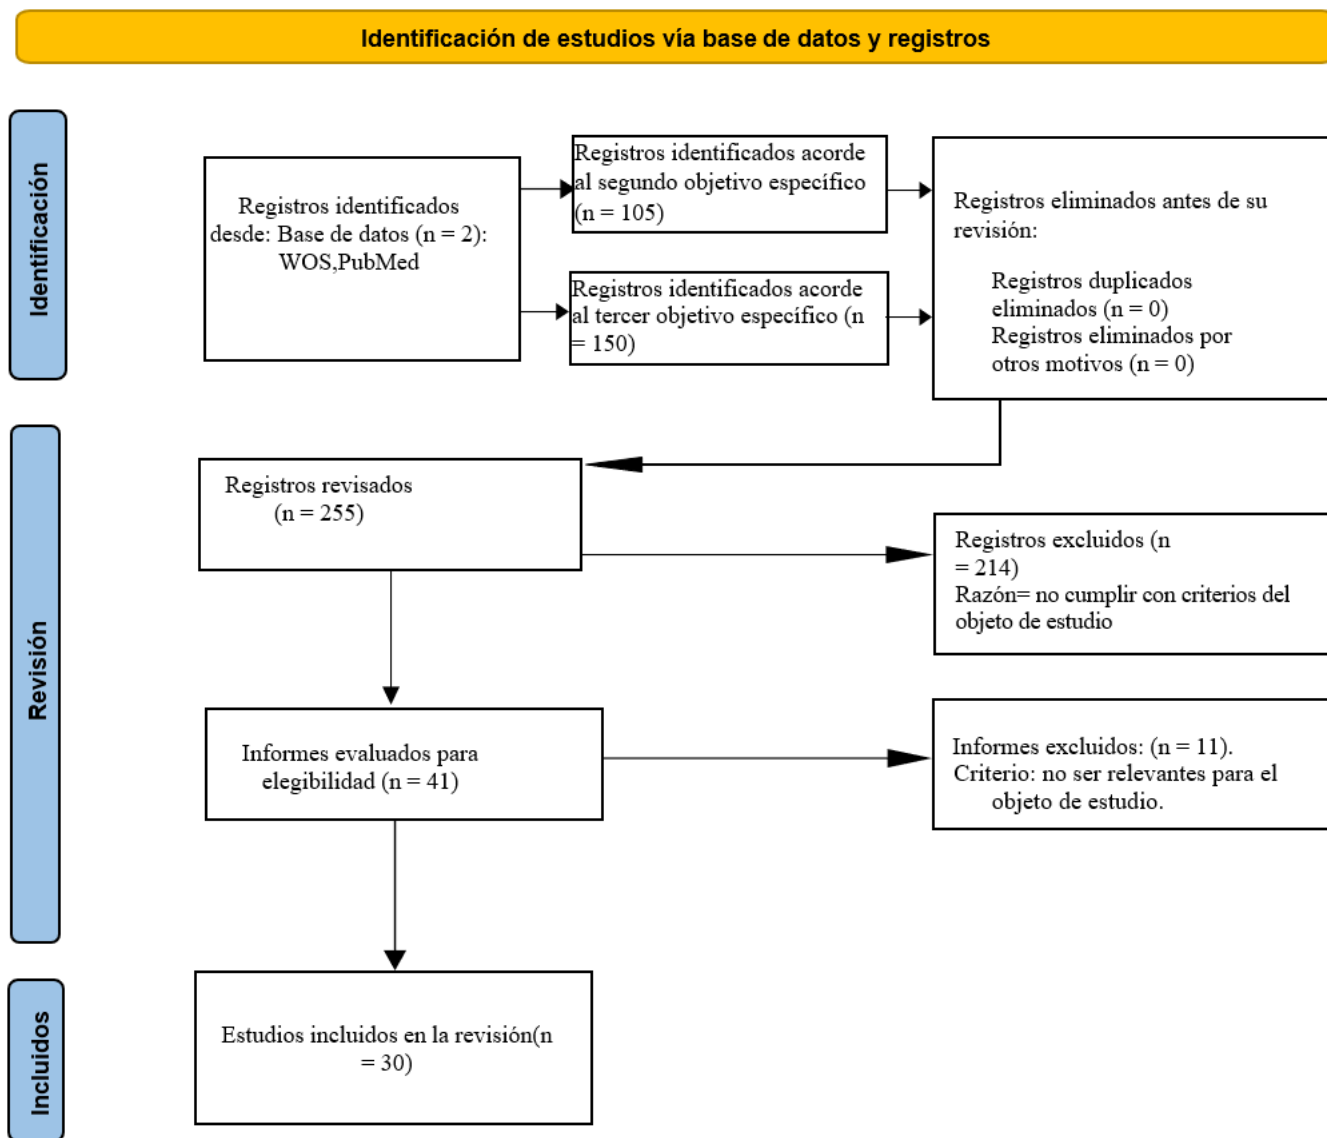 Identificación de estudios vía base de datos y registros
Identificación
Registros identificados
desde: Base de datos (n = 2):
WOS,PubMed
Registros identificados acorde
al segundo objetivo específico
(n = 105)
Registros identificados acorde
al tercer objetivo específico (n
= 150)
Registros eliminados antes de su
revisión:
Registros duplicados
eliminados (n = 0)
Registros eliminados por
otros motivos (n = 0)
Revisión
Registros revisados
(n = 255)
Registros excluidos (n
= 214)
Razón= no cumplir con criterios del
objeto de estudio
Informes evaluados para
elegibilidad (n = 41)
Informes excluidos: (n = 11).
Criterio: no ser relevantes para el
objeto de estudio.
Incluidos
Estudios incluidos en la revisión(n
= 30)